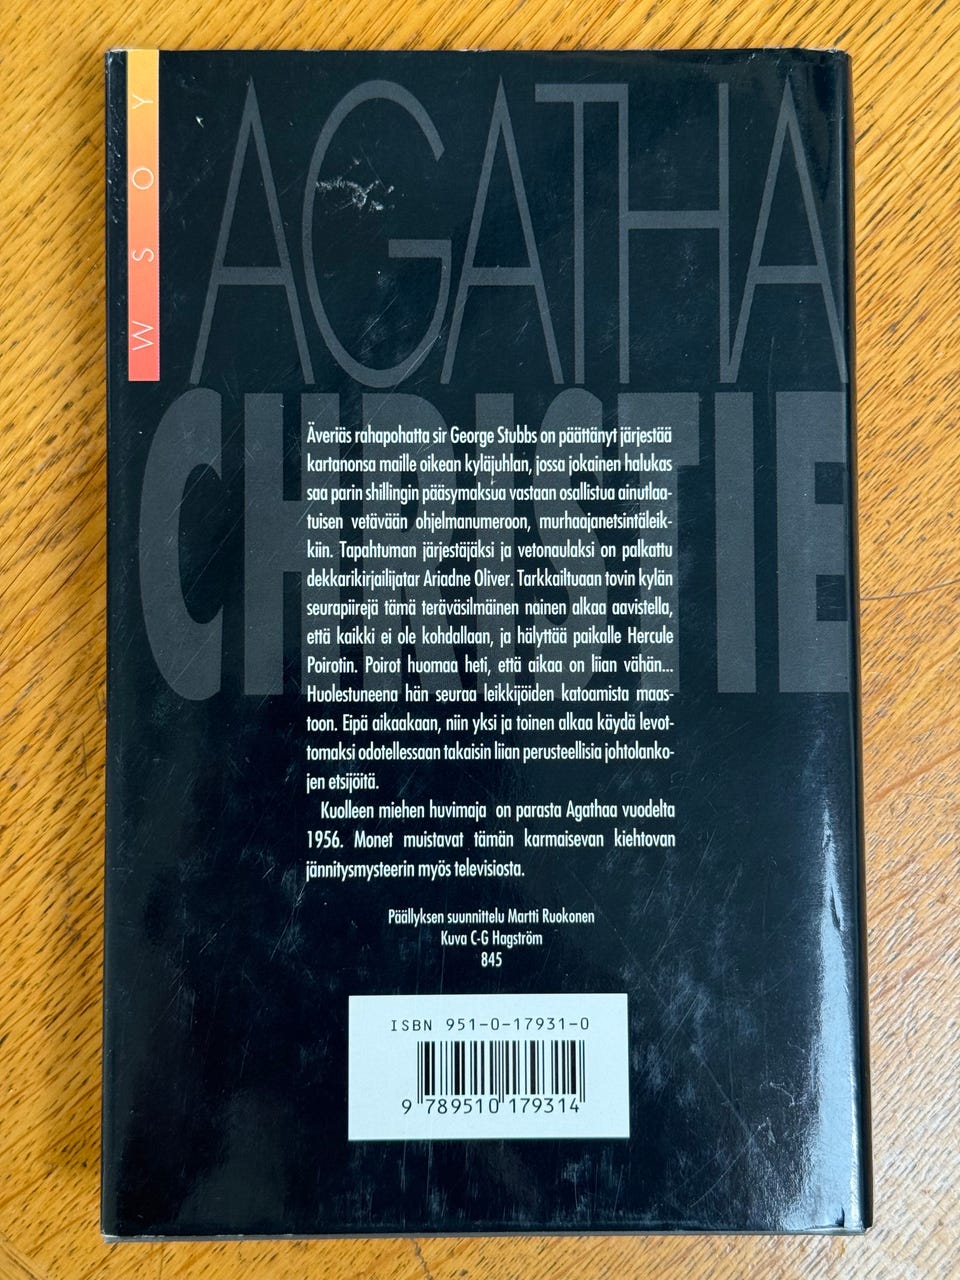 WSOY
AGATHA
CHRISTIE
Äveriäs rahapohatta sir George Stubbs on päättänyt järjestää
kartanonsa maille oikean kyläjuhlan, jossa jokainen halukas
saa parin shillingin pääsymaksua vastaan osallistua ainutlaa-
tuisen vetävään ohjelmanumeroon, murhaajanetsintäleik-
kiin. Tapahtuman järjestäjäksi ja vetonaulaksi on palkattu
dekkarikirjailijatar Ariadne Oliver. Tarkkailtuaan tovin kylän
seurapiirejä tämä teräväsilmäinen nainen alkaa aavistella,
että kaikki ei ole kohdallaan, ja hälyttää paikalle Hercule
Poirotin. Poirot huomaa heti, että aikaa on liian vähän...
Huolestuneena hän seuraa leikkijöiden katoamista maas-
toon. Eipä aikaakaan, niin yksi ja toinen alkaa käydä levot-
tomaksi odotellessaan takaisin liian perusteellisia johtolanko-
jen etsijöitä.
Kuolleen miehen huvimaja on parasta Agathaa vuodelta
1956. Monet muistavat tämän karmaisevan kiehtovan
jännitysmysteerin myös televisiosta.
Päällyksen suunnittelu Martti Ruokonen
Kuva C-G Hagström
845
ISBN 951-0-17931-0
9 789510 179314